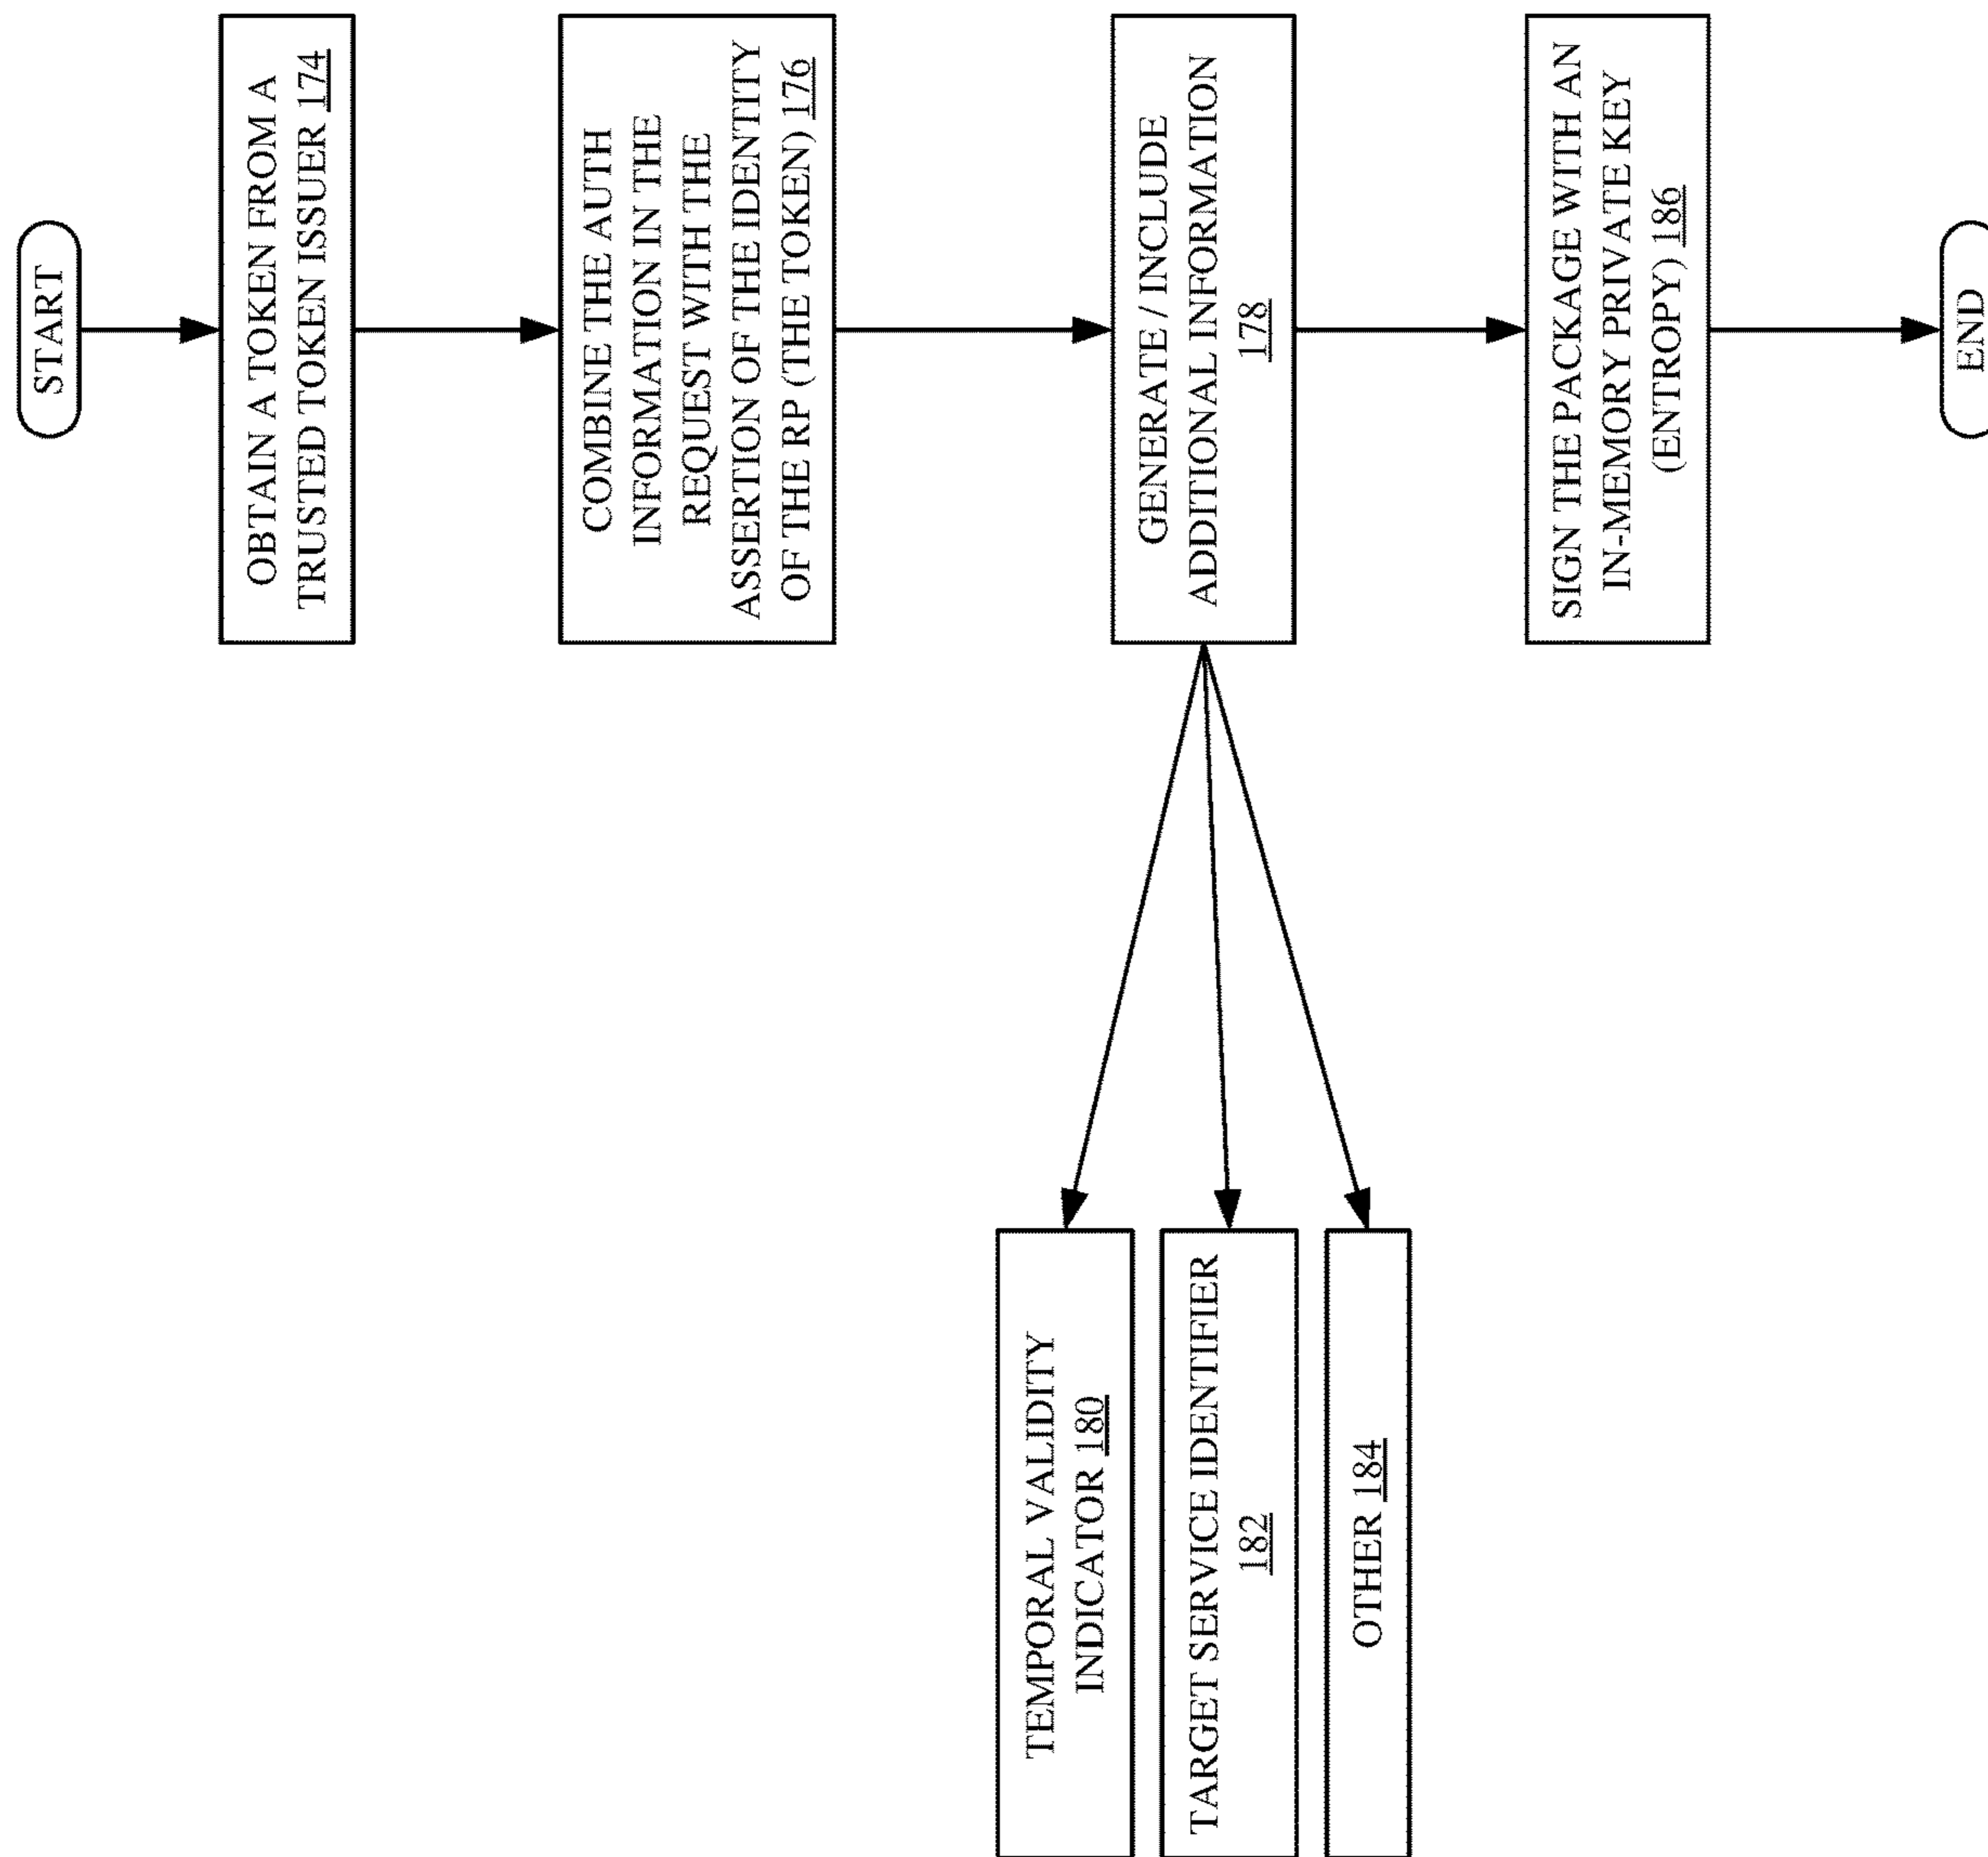 START
OBTAIN A TOKEN FROM A
TRUSTED TOKEN ISSUER 174
COMBINE THE AUTH
INFORMATION IN THE
REQUEST WITH THE
ASSERTION OF THE IDENTITY
OF THE RP (THE TOKEN) 176
GENERATE / INCLUDE
ADDITIONAL INFORMATION
178
TEMPORAL VALIDITY
INDICATOR 180
TARGET SERVICE IDENTIFIER
182
OTHER 184
SIGN THE PACKAGE WITH AN
IN-MEMORY PRIVATE KEY
(ENTROPY) 186
END